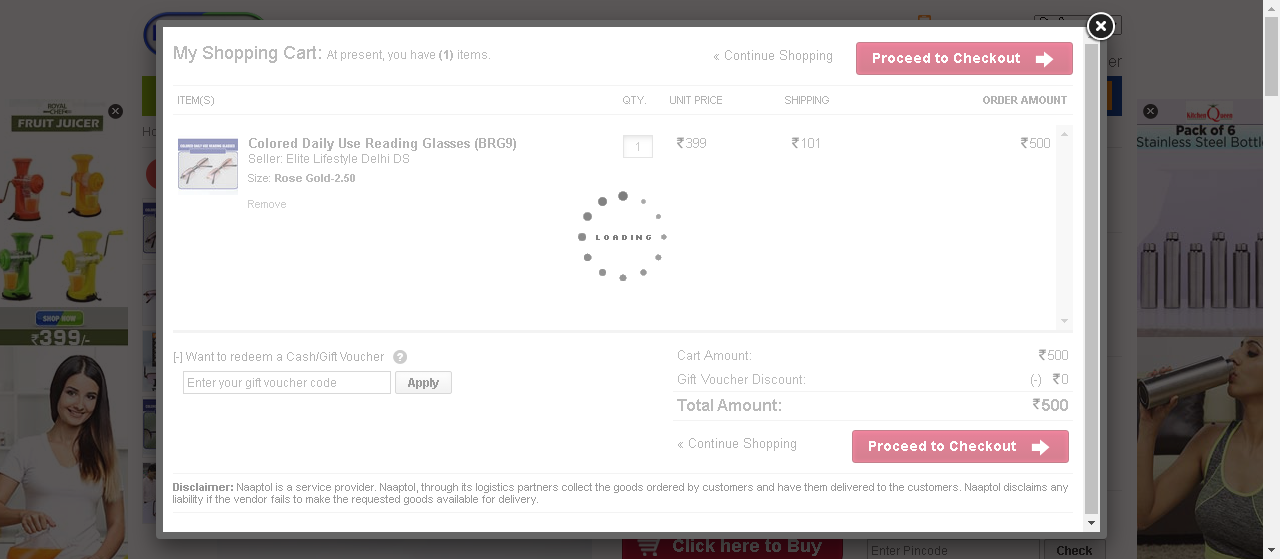 My Shopping Cart: At present, you have (1) items.
« Continue Shopping
Proceed to Checkout
ITEM(S) QTY. UNIT PRICE SHIPPING ORDER AMOUNT
Colored Daily Use Reading Glasses (BRG9) 1 ₹399 ₹101 ₹500
Seller: Elite Lifestyle Delhi DS
Size: Rose Gold-2.50
Remove
LOADING
[-] Want to redeem a Cash/Gift Voucher ?
Enter your gift voucher code Apply
Cart Amount: ₹500
Gift Voucher Discount: (-) ₹0
Total Amount: ₹500
« Continue Shopping
Proceed to Checkout
Disclaimer: Naaptol is a service provider. Naaptol, through its logistics partners collect the goods ordered by customers and have them delivered to the customers. Naaptol disclaims any
liability if the vendor fails to make the requested goods available for delivery.
ROYAL
CHEF
FRUIT JUICER
SHOP NOW
₹399/-
Kitchen Queen
Pack of 6
Stainless Steel Bottl
Click here to Buy
Enter Pincode
Check